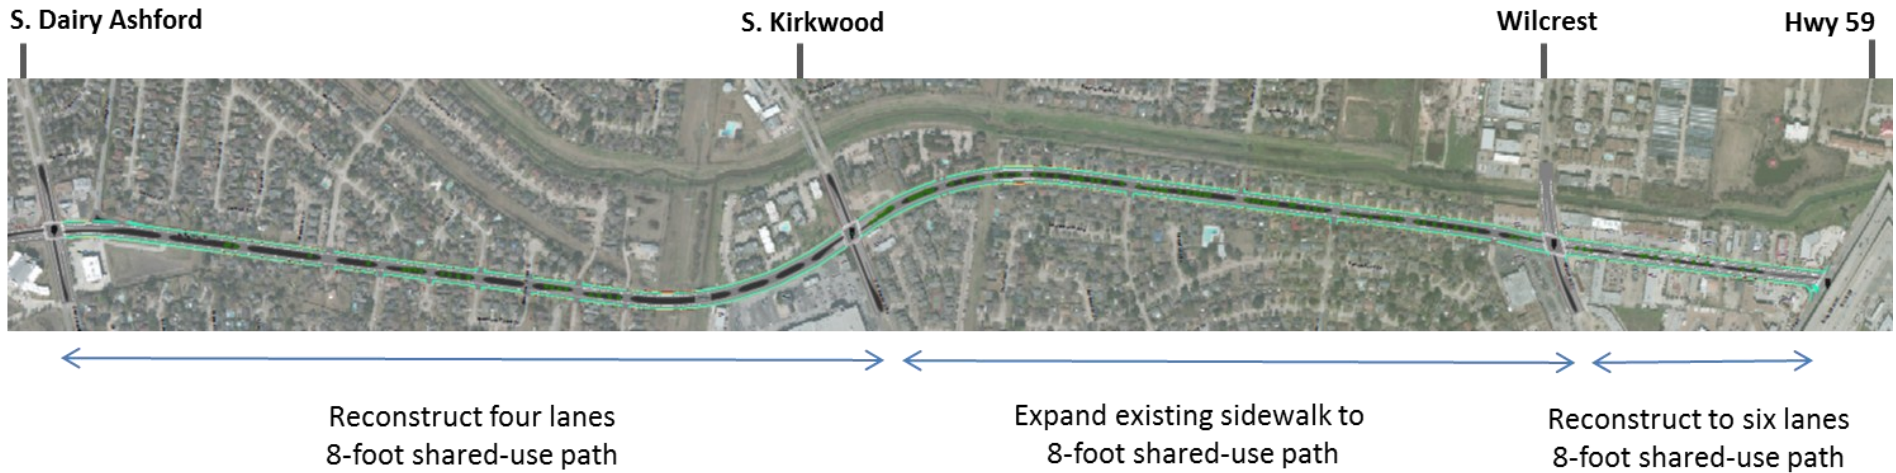 S. Dairy Ashford
S. Kirkwood
Wilcrest
Hwy 59
Reconstruct four lanes
8-foot shared-use path
Expand existing sidewalk to
8-foot shared-use path
Reconstruct to six lanes
8-foot shared-use path